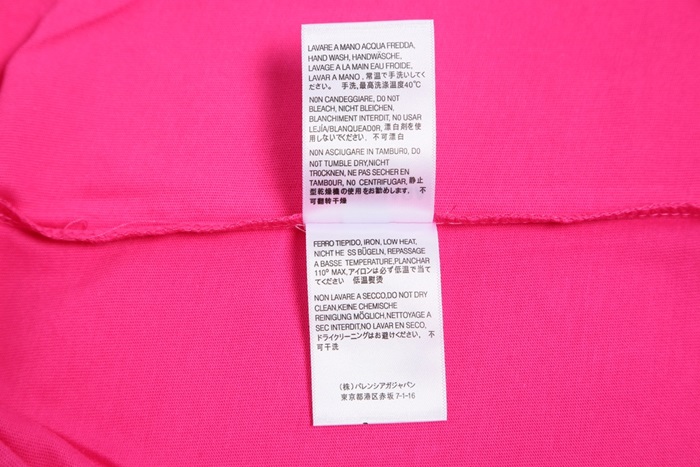 LAVARE A MANO ACQUA FREDDA,
HAND WASH, HANDWÄSCHE,
LAVAGE A LA MAIN EAU FROIDE,
LAVAR A MANO , 常温で手洗いしてく
ださい。 手洗,最高洗涤温度40°C
NON CANDEGGIARE, DO NOT
BLEACH, NICHT BLEICHEN,
BLANCHIMENT INTERDIT, NO USAR
LEJÍA/BLANQUEADOR, 漂白剤を使
用しないでください, 不可漂白
NON ASCIUGARE IN TAMBURO, DO
NOT TUMBLE DRY,NICHT
TROCKNEN, NE PAS SECHER EN
TAMBOUR, NO CENTRIFUGAR,静止
型乾燥機の使用をお勧めします, 不
可翻转干燥
FERRO TIEPIDO, IRON, LOW HEAT,
NICHT HE SS BÜGELN, REPASSAGE
A BASSE TEMPERATURE,PLANCHAR
110° MAX,アイロンは必ず低温で当て
てください 低温熨烫
NON LAVARE A SECCO,DO NOT DRY
CLEAN,KEINE CHEMISCHE
REINIGUNG MÖGLICH,NETTOYAGE A
SEC INTERDIT,NO LAVAR EN SECO,
ドライクリーニングはお避けください, 不
可干洗
(株)バレンシアガジャパン
東京都港区赤坂 7-1-16